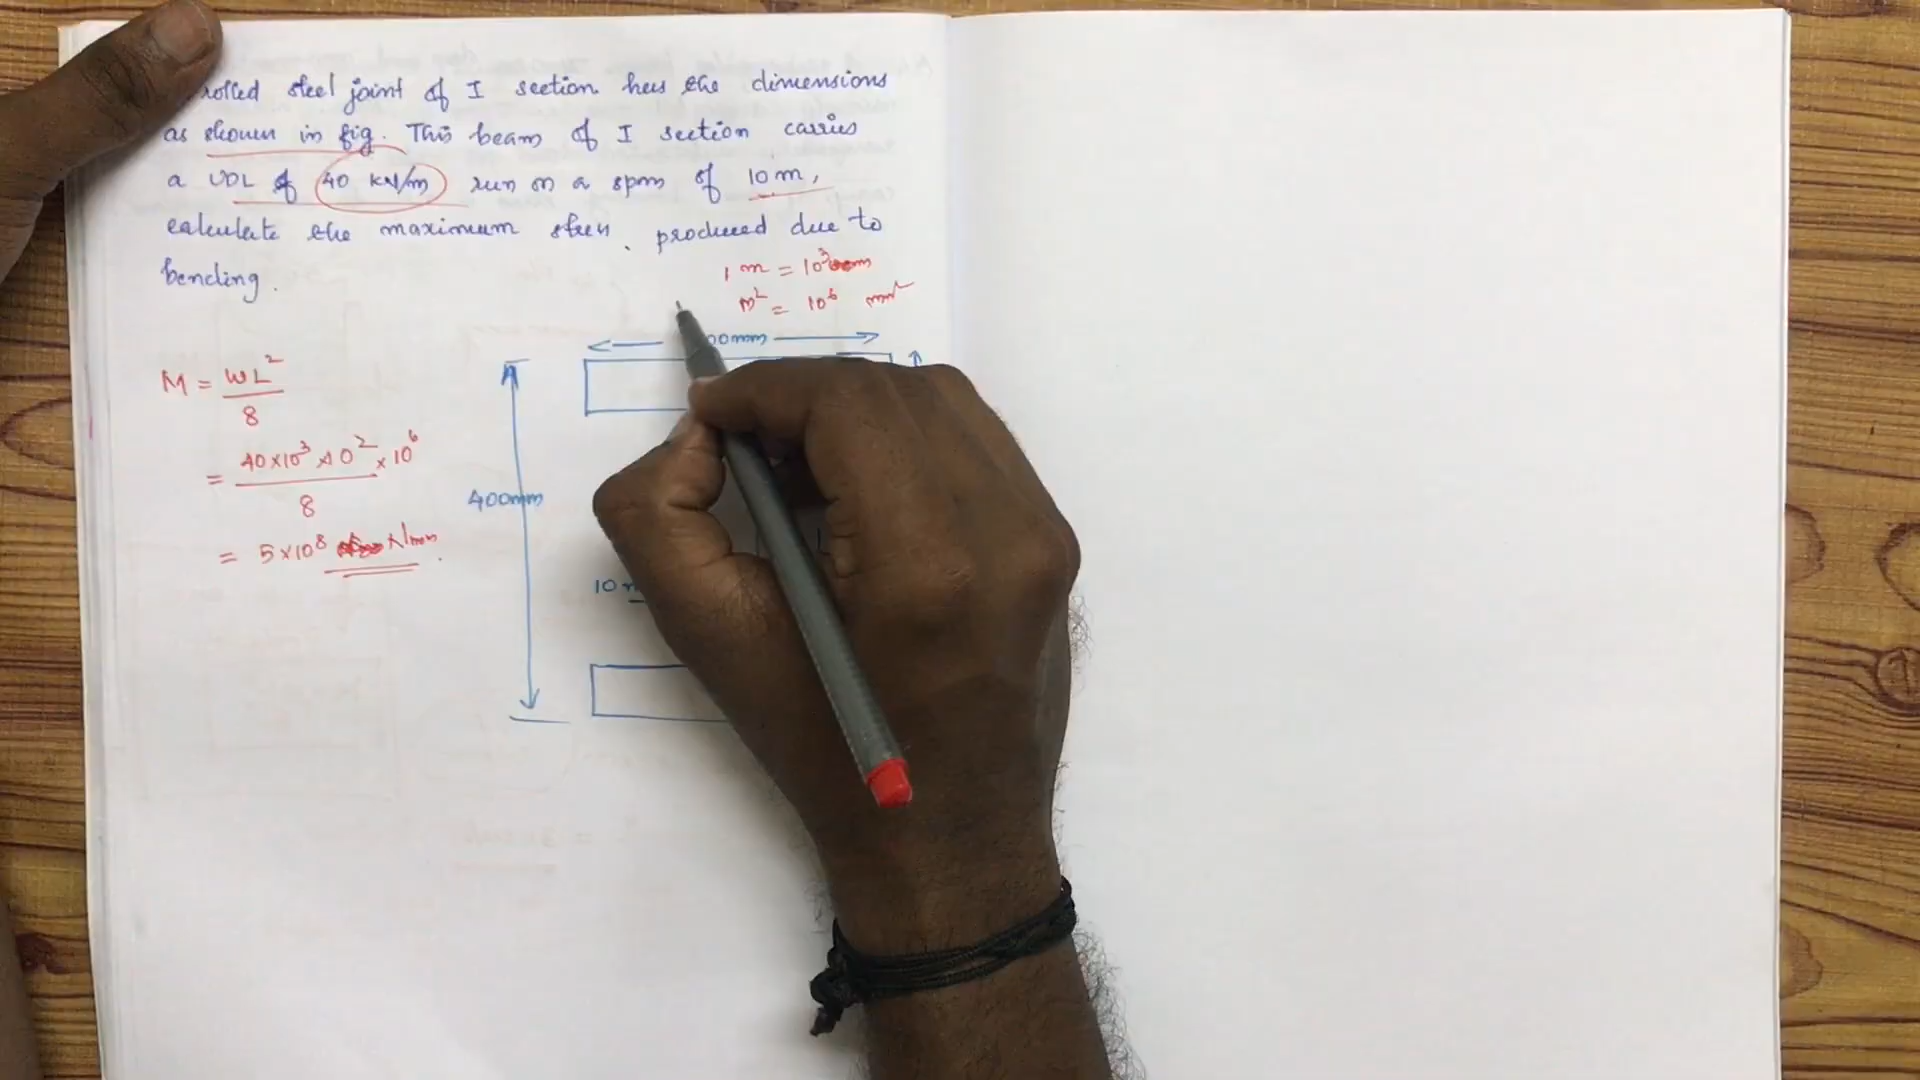 rolled steel joint of I section has the dimensions
as shown in fig. This beam of I section carries
a UDL of 40 kN/m run on a span of 10 m,
calculate the maximum stress produced due to
bending.
1 m = 10³ mm
m² = 10⁶ mm²
00mm
M = WL²/8
= 40×10³×10²×10⁶/8
400mm
= 5×10⁸ N/mm.
10